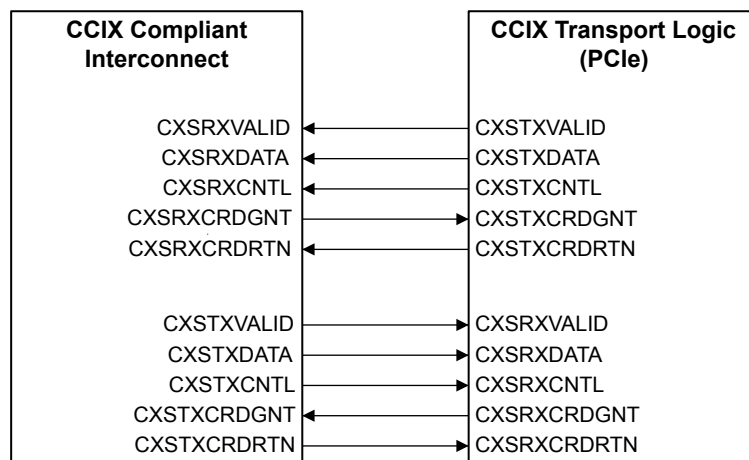 CCIX Compliant
Interconnect
CCIX Transport Logic
(PCIe)
CXSRXVALID
CXSTXVALID
CXSRXDATA
CXSTXDATA
CXSRXCNTL
CXSTXCNTL
CXSRXCRDGNT
CXSTXCRDGNT
CXSRXCRDRTN
CXSTXCRDRTN
CXSTXVALID
CXSRXVALID
CXSTXDATA
CXSRXDATA
CXSTXCNTL
CXSRXCNTL
CXSTXCRDGNT
CXSRXCRDGNT
CXSTXCRDRTN
CXSRXCRDRTN